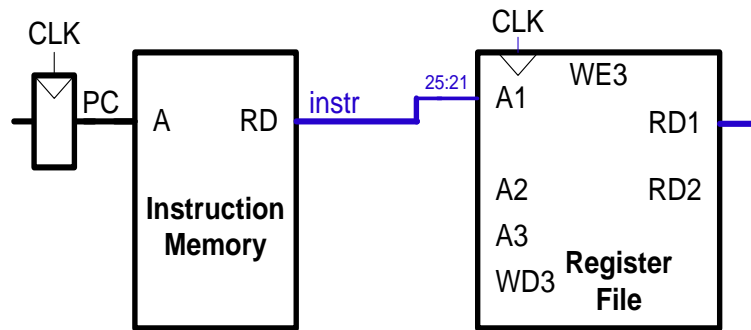 CLK
PC
A RD
Instruction
Memory
instr
25:21
CLK
WE3
A1
RD1
A2
RD2
A3
WD3
Register
File